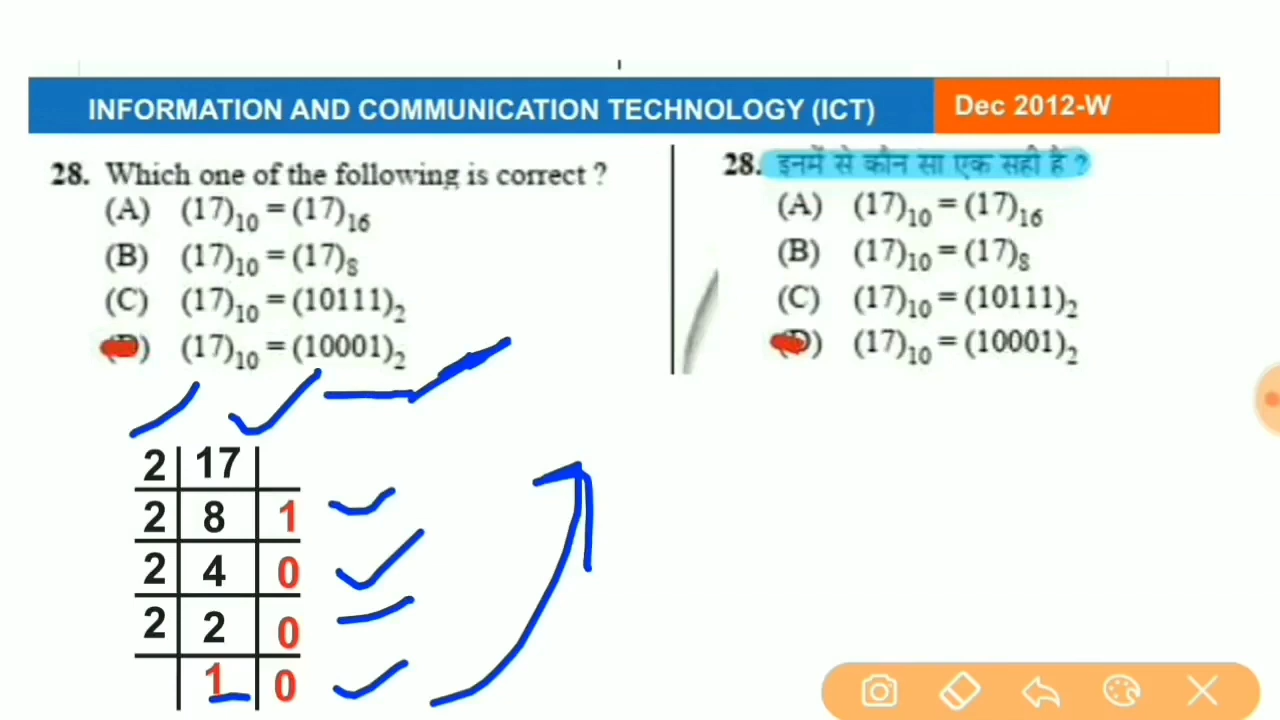 INFORMATION AND COMMUNICATION TECHNOLOGY (ICT) Dec 2012-W
28. Which one of the following is correct ?
(A) (17)₁₀ = (17)₁₆
(B) (17)₁₀ = (17)₈
(C) (17)₁₀ = (10111)₂
(D) (17)₁₀ = (10001)₂
28. इनमें से कौन सा एक सही है ?
(A) (17)₁₀ = (17)₁₆
(B) (17)₁₀ = (17)₈
(C) (17)₁₀ = (10111)₂
(D) (17)₁₀ = (10001)₂
2 17
2 8 1
2 4 0
2 2 0
1 0